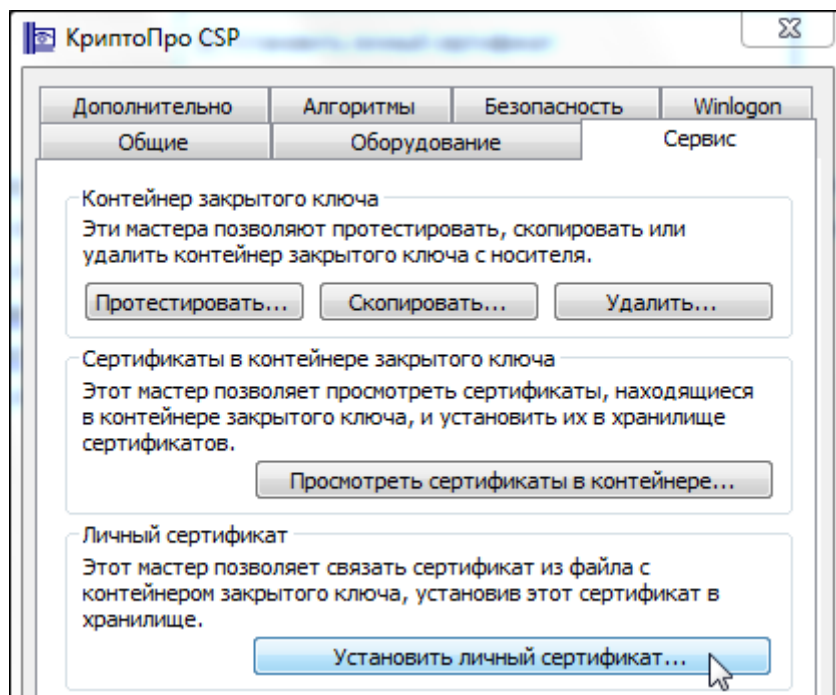 КриптоПро CSP
Дополнительно Алгоритмы Безопасность Winlogon
Общие Оборудование Сервис
Контейнер закрытого ключа
Эти мастера позволяют протестировать, скопировать или
удалить контейнер закрытого ключа с носителя.
Протестировать... Скопировать... Удалить...
Сертификаты в контейнере закрытого ключа
Этот мастер позволяет просмотреть сертификаты, находящиеся
в контейнере закрытого ключа, и установить их в хранилище
сертификатов.
Просмотреть сертификаты в контейнере...
Личный сертификат
Этот мастер позволяет связать сертификат из файла с
контейнером закрытого ключа, установив этот сертификат в
хранилище.
Установить личный сертификат...